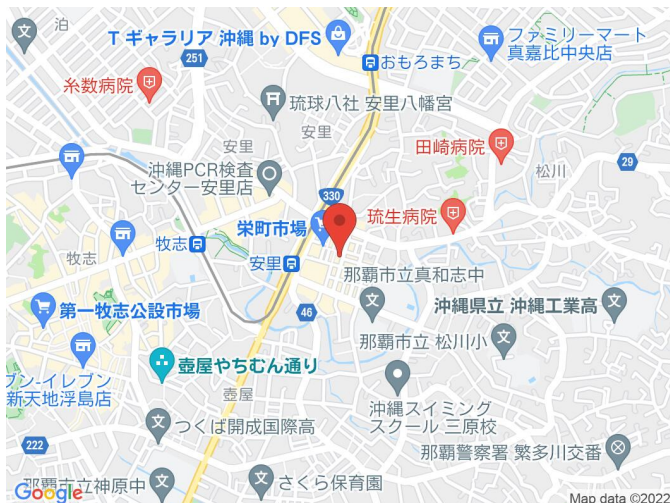 泊
T ギャラリア 沖縄 by DFS
ファミリーマート
真嘉比中央店
251
おもろまち
糸数病院
琉球八社 安里八幡宮
安里
田崎病院
安里
松川
29
沖縄PCR検査
センター安里店
330
琉生病院
栄町市場
牧志
牧志
安里
那覇市立真和志中
第一牧志公設市場
46
沖縄県立 沖縄工業高
那覇市立 松川小
壺屋やちむん通り
ブン-イレブン
新天地浮島店
壺屋
沖縄スイミング
スクール 三原校
つくば開成国際高
222
那覇警察署 繁多川交番
那覇市立神原中
さくら保育園
Google
Map data ©2022